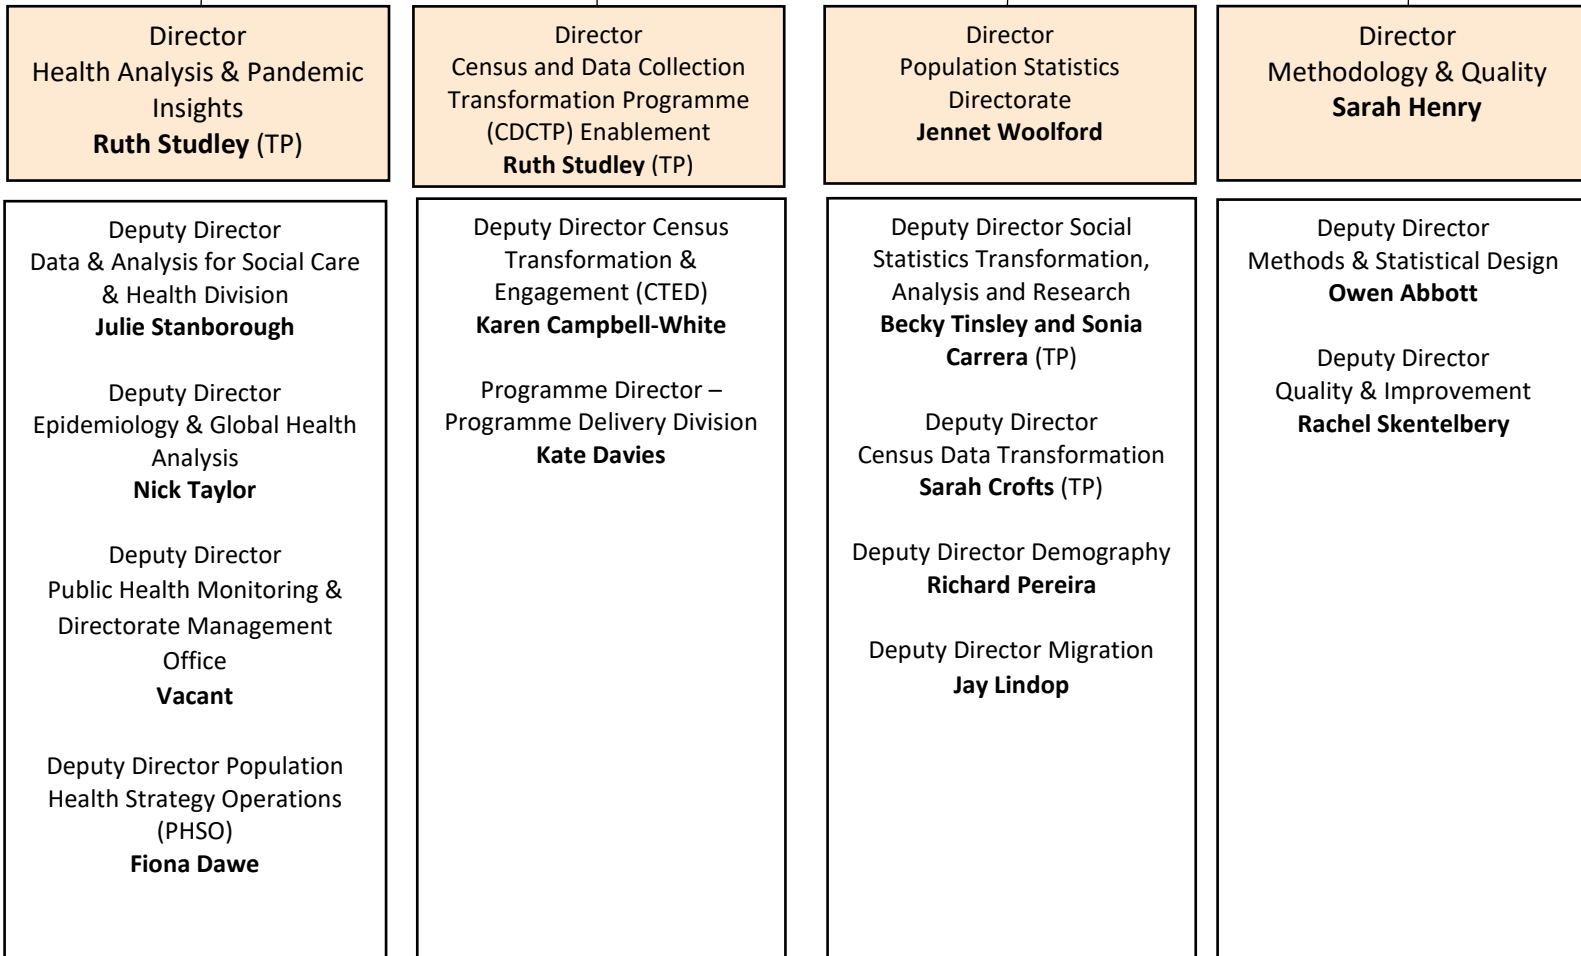 Director
Health Analysis & Pandemic
Insights
Ruth Studley (TP)
Deputy Director
Data & Analysis for Social Care
& Health Division
Julie Stanborough
Deputy Director
Epidemiology & Global Health
Analysis
Nick Taylor
Deputy Director
Public Health Monitoring &
Directorate Management
Office
Vacant
Deputy Director Population
Health Strategy Operations
(PHSO)
Fiona Dawe
Director
Census and Data Collection
Transformation Programme
(CDCTP) Enablement
Ruth Studley (TP)
Deputy Director Census
Transformation &
Engagement (CTED)
Karen Campbell-White
Programme Director –
Programme Delivery Division
Kate Davies
Director
Population Statistics
Directorate
Jennet Woolford
Deputy Director Social
Statistics Transformation,
Analysis and Research
Becky Tinsley and Sonia
Carrera (TP)
Deputy Director
Census Data Transformation
Sarah Crofts (TP)
Deputy Director Demography
Richard Pereira
Deputy Director Migration
Jay Lindop
Director
Methodology & Quality
Sarah Henry
Deputy Director
Methods & Statistical Design
Owen Abbott
Deputy Director
Quality & Improvement
Rachel Skentelbery